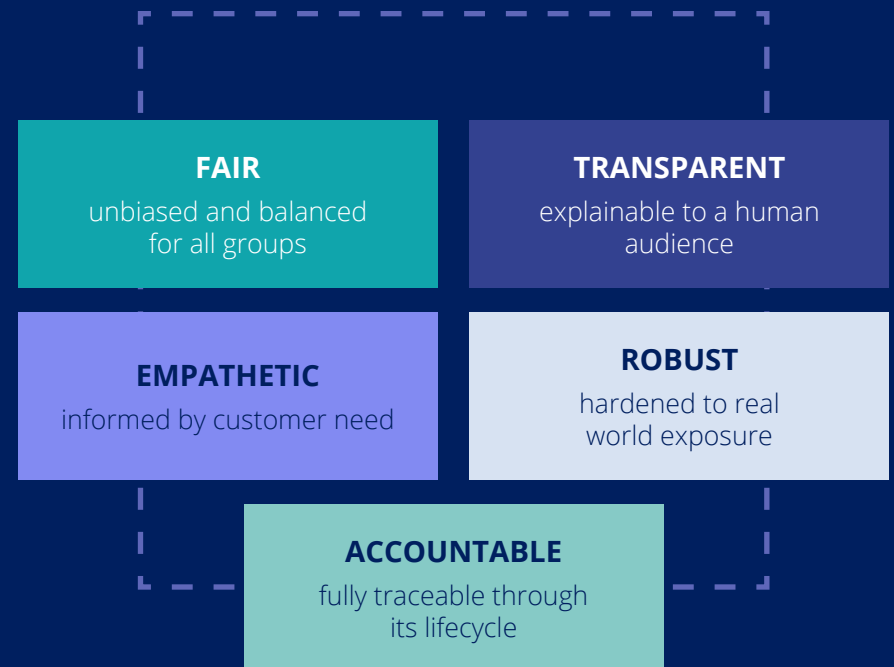 FAIR
unbiased and balanced
for all groups
TRANSPARENT
explainable to a human
audience
EMPATHETIC
informed by customer need
ROBUST
hardened to real
world exposure
ACCOUNTABLE
fully traceable through
its lifecycle